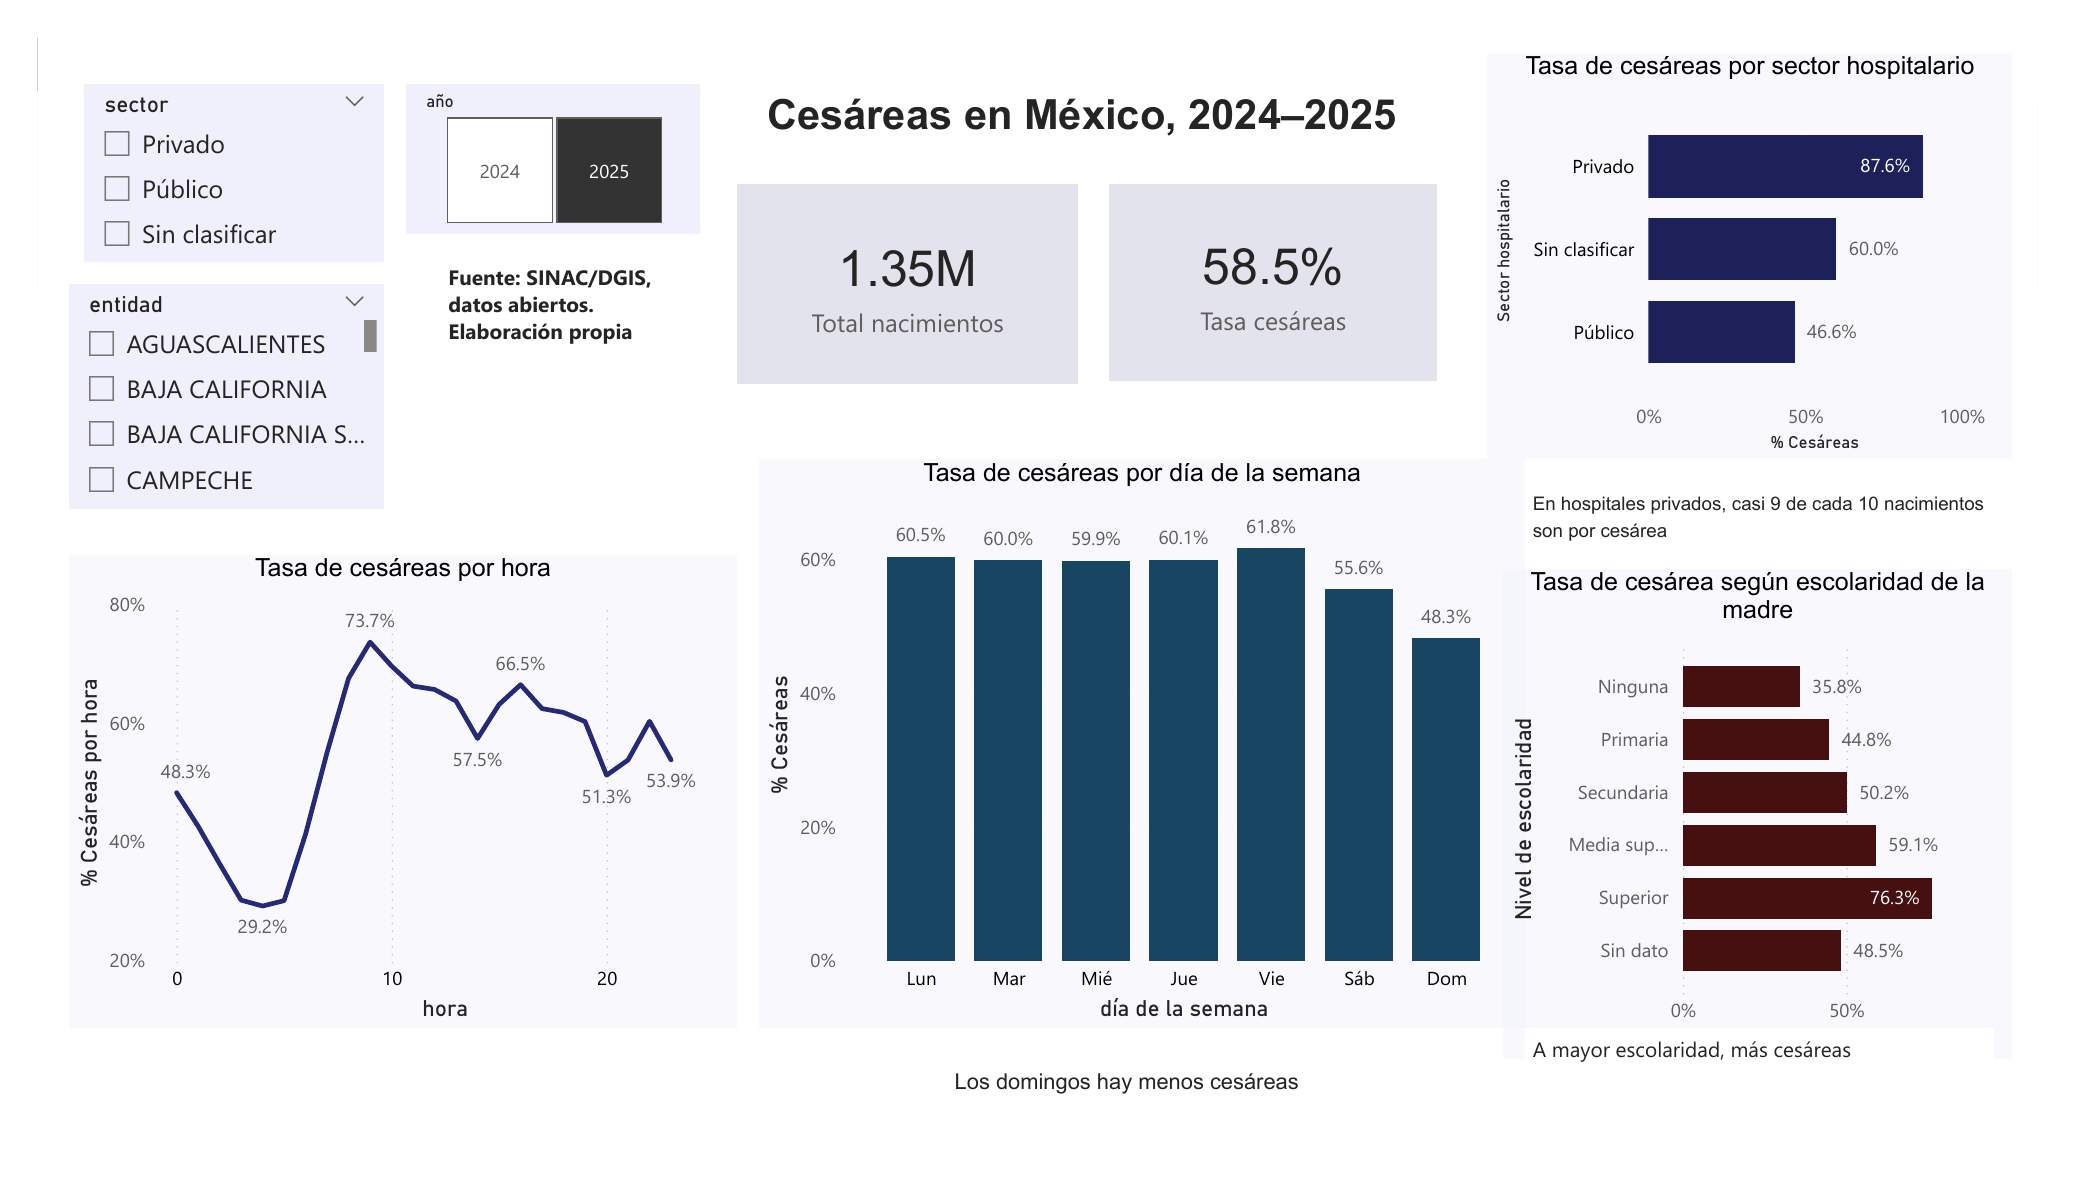 sector
Privado
Público
Sin clasificar
año
2024
2025
Cesáreas en México, 2024–2025
Fuente: SINAC/DGIS,
datos abiertos.
Elaboración propia
entidad
AGUASCALIENTES
BAJA CALIFORNIA
BAJA CALIFORNIA S...
CAMPECHE
1.35M
Total nacimientos
58.5%
Tasa cesáreas
Tasa de cesáreas por sector hospitalario
Sector hospitalario
Privado
87.6%
Sin clasificar
60.0%
Público
46.6%
0%
50%
100%
% Cesáreas
En hospitales privados, casi 9 de cada 10 nacimientos
son por cesárea
Tasa de cesáreas por hora
% Cesáreas por hora
80%
60%
40%
20%
48.3%
29.2%
73.7%
57.5%
66.5%
51.3%
53.9%
0
10
20
hora
Tasa de cesáreas por día de la semana
% Cesáreas
60%
40%
20%
0%
60.5%
60.0%
59.9%
60.1%
61.8%
55.6%
48.3%
Lun
Mar
Mié
Jue
Vie
Sáb
Dom
día de la semana
Los domingos hay menos cesáreas
Tasa de cesárea según escolaridad de la
madre
Nivel de escolaridad
Ninguna
35.8%
Primaria
44.8%
Secundaria
50.2%
Media sup...
59.1%
Superior
76.3%
Sin dato
48.5%
0%
50%
A mayor escolaridad, más cesáreas